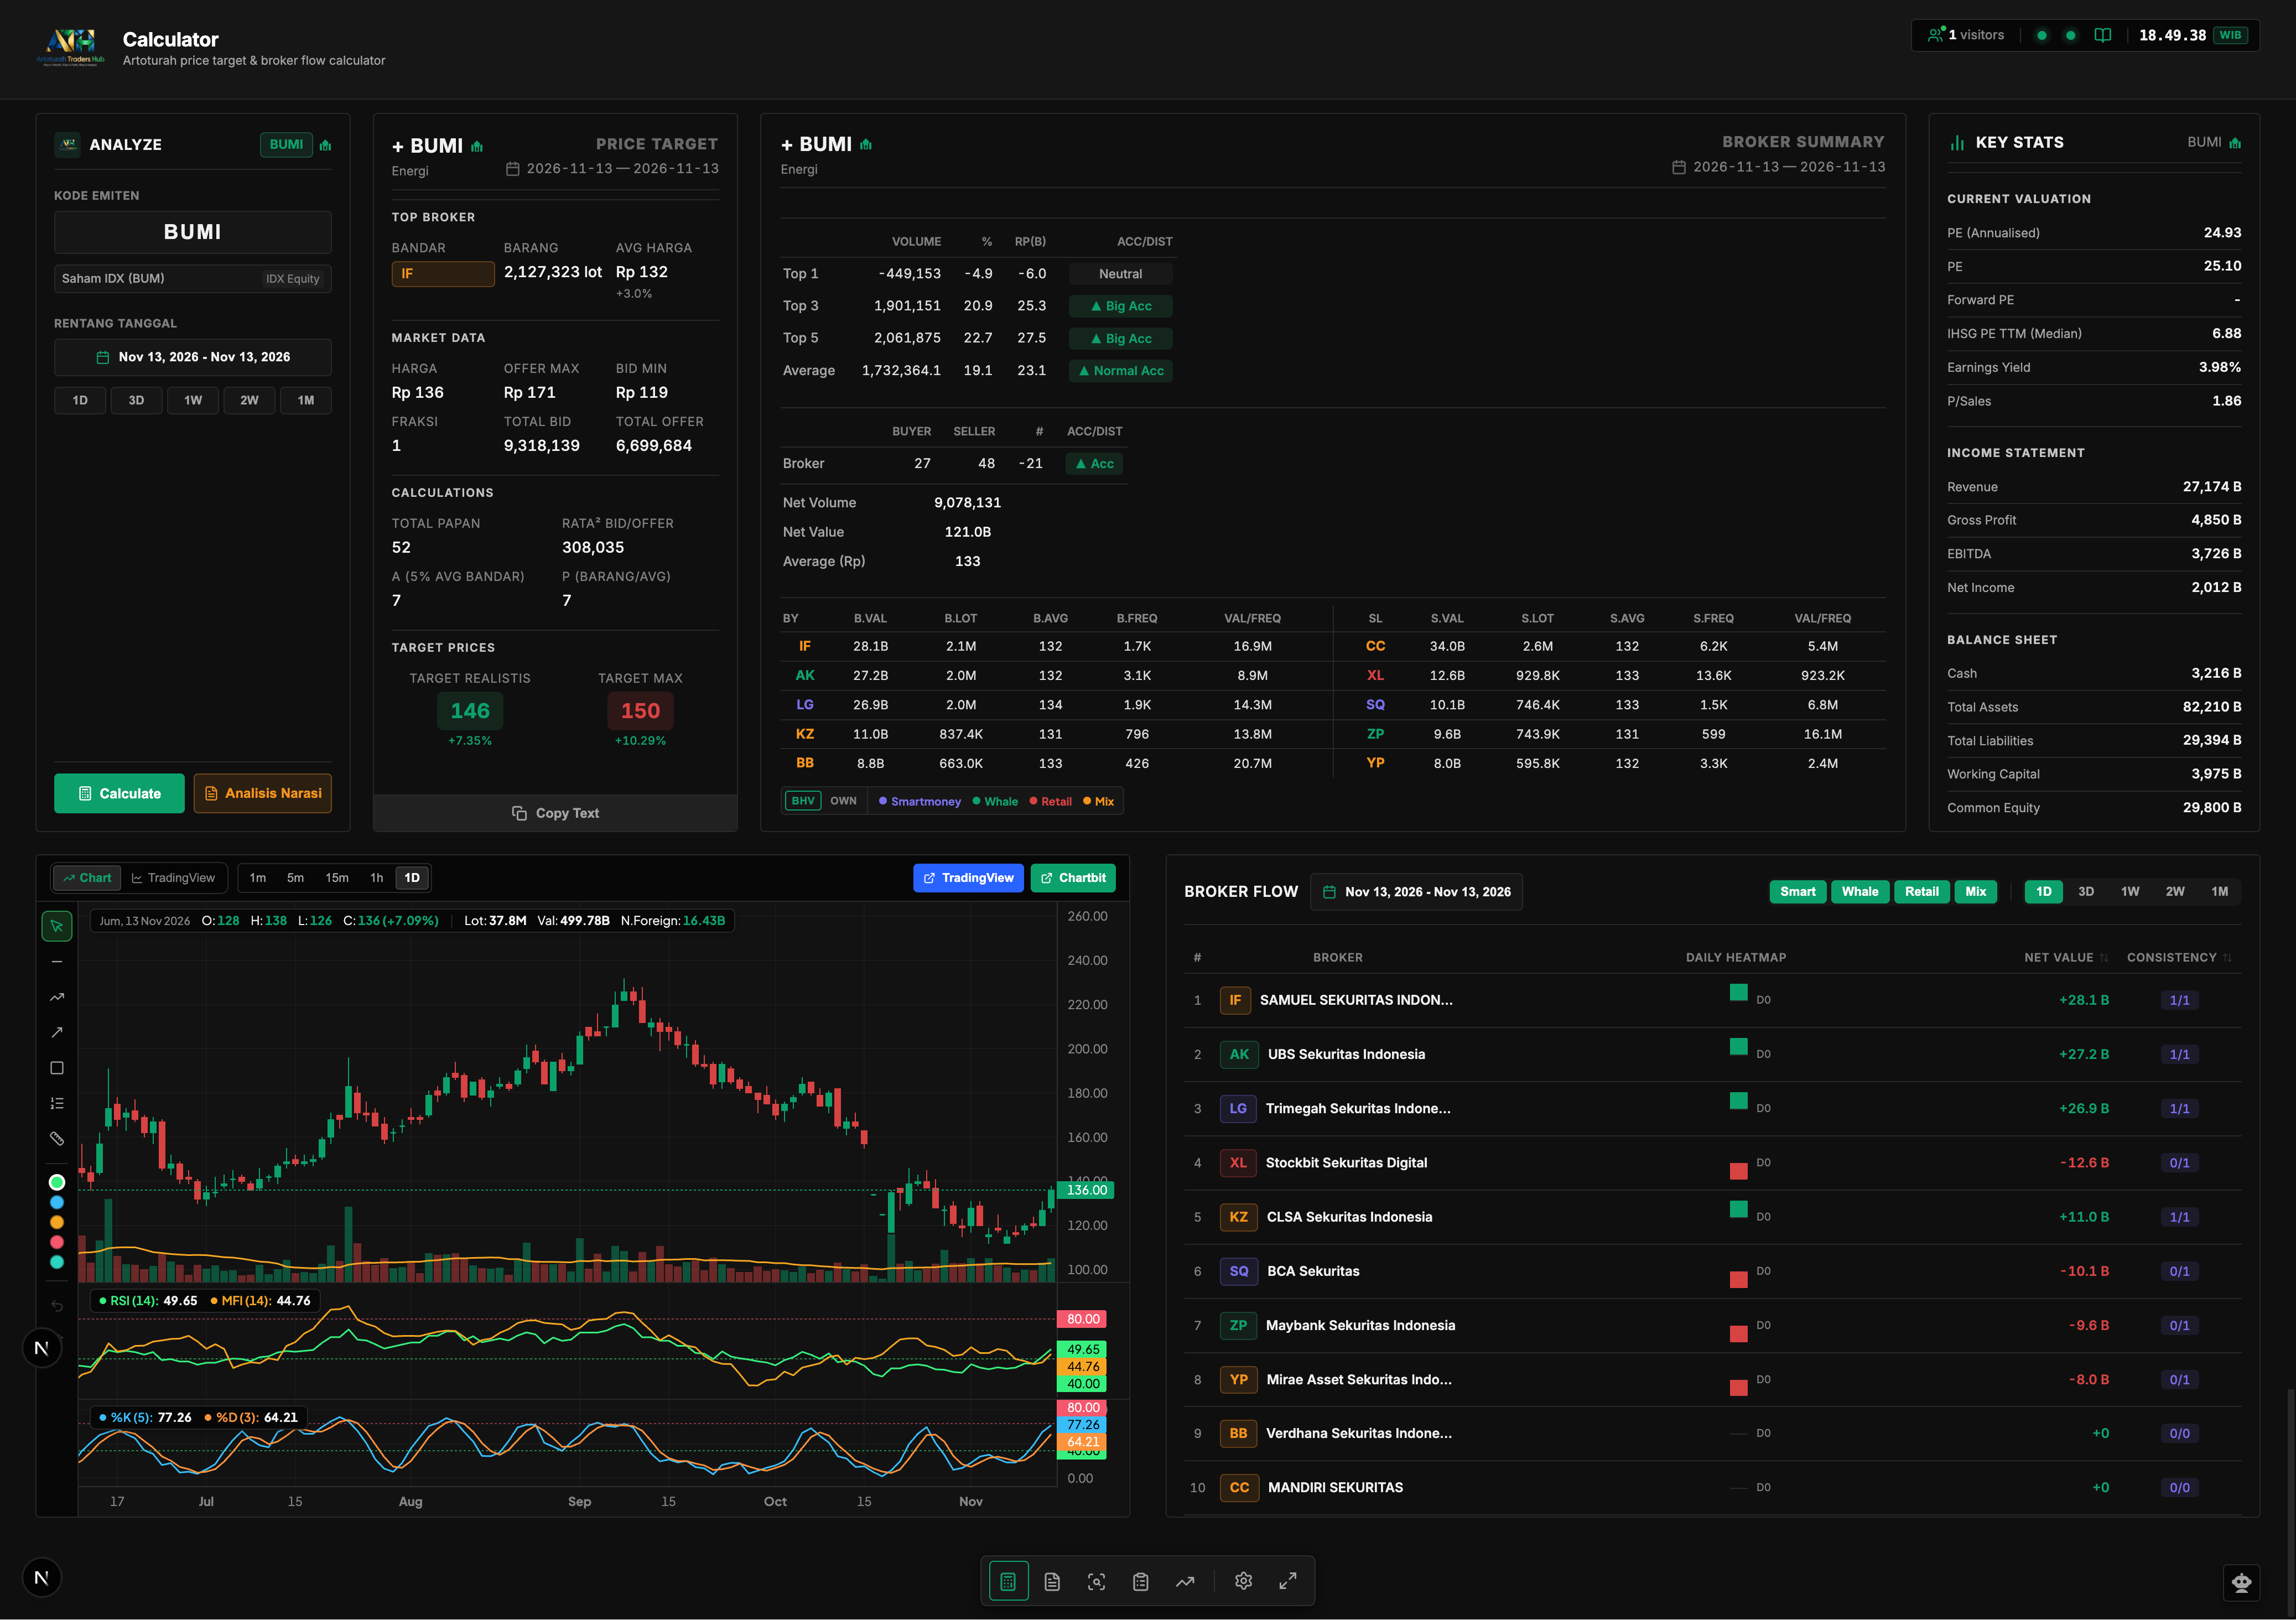 ATH
Artoturah Traders Hub
Calculator
Artoturah price target & broker flow calculator
1 visitors
18.49.38 WIB
ANALYZE
BUMI
KODE EMITEN
BUMI
Saham IDX (BUM) IDX Equity
RENTANG TANGGAL
Nov 13, 2026 - Nov 13, 2026
1D 3D 1W 2W 1M
Calculate
Analisis Narasi
+ BUMI
PRICE TARGET
Energi
2026-11-13 — 2026-11-13
TOP BROKER
BANDAR BARANG AVG HARGA
IF 2,127,323 lot Rp 132
+3.0%
MARKET DATA
HARGA OFFER MAX BID MIN
Rp 136 Rp 171 Rp 119
FRAKSI TOTAL BID TOTAL OFFER
1 9,318,139 6,699,684
CALCULATIONS
TOTAL PAPAN RATA² BID/OFFER
52 308,035
A (5% AVG BANDAR) P (BARANG/AVG)
7 7
TARGET PRICES
TARGET REALISTIS TARGET MAX
146 150
+7.35% +10.29%
Copy Text
+ BUMI
BROKER SUMMARY
Energi
2026-11-13 — 2026-11-13
VOLUME % RP(B) ACC/DIST
Top 1 -449,153 -4.9 -6.0 Neutral
Top 3 1,901,151 20.9 25.3 ▲ Big Acc
Top 5 2,061,875 22.7 27.5 ▲ Big Acc
Average 1,732,364.1 19.1 23.1 ▲ Normal Acc
BUYER SELLER # ACC/DIST
Broker 27 48 -21 ▲ Acc
Net Volume 9,078,131
Net Value 121.0B
Average (Rp) 133
BY B.VAL B.LOT B.AVG B.FREQ VAL/FREQ SL S.VAL S.LOT S.AVG S.FREQ VAL/FREQ
IF 28.1B 2.1M 132 1.7K 16.9M CC 34.0B 2.6M 132 6.2K 5.4M
AK 27.2B 2.0M 132 3.1K 8.9M XL 12.6B 929.8K 133 13.6K 923.2K
LG 26.9B 2.0M 134 1.9K 14.3M SQ 10.1B 746.4K 133 1.5K 6.8M
KZ 11.0B 837.4K 131 796 13.8M ZP 9.6B 743.9K 131 599 16.1M
BB 8.8B 663.0K 133 426 20.7M YP 8.0B 595.8K 132 3.3K 2.4M
BHV OWN Smartmoney Whale Retail Mix
KEY STATS
BUMI
CURRENT VALUATION
PE (Annualised) 24.93
PE 25.10
Forward PE -
IHSG PE TTM (Median) 6.88
Earnings Yield 3.98%
P/Sales 1.86
INCOME STATEMENT
Revenue 27,174 B
Gross Profit 4,850 B
EBITDA 3,726 B
Net Income 2,012 B
BALANCE SHEET
Cash 3,216 B
Total Assets 82,210 B
Total Liabilities 29,394 B
Working Capital 3,975 B
Common Equity 29,800 B
Chart TradingView 1m 5m 15m 1h 1D
TradingView
Chartbit
Jum, 13 Nov 2026 O:128 H:138 L:126 C:136 (+7.09%) Lot:37.8M Val:499.78B N.Foreign:16.43B
260.00
240.00
220.00
200.00
180.00
160.00
140.00
136.00
120.00
100.00
RSI (14): 49.65 MFI (14): 44.76
80.00
49.65
44.76
40.00
%K (5): 77.26 %D (3): 64.21
80.00
77.26
64.21
40.00
0.00
17 Jul 15 Aug Sep 15 Oct 15 Nov
BROKER FLOW
Nov 13, 2026 - Nov 13, 2026
Smart Whale Retail Mix 1D 3D 1W 2W 1M
# BROKER DAILY HEATMAP NET VALUE CONSISTENCY
1 IF SAMUEL SEKURITAS INDON... D0 +28.1 B 1/1
2 AK UBS Sekuritas Indonesia D0 +27.2 B 1/1
3 LG Trimegah Sekuritas Indone... D0 +26.9 B 1/1
4 XL Stockbit Sekuritas Digital D0 -12.6 B 0/1
5 KZ CLSA Sekuritas Indonesia D0 +11.0 B 1/1
6 SQ BCA Sekuritas D0 -10.1 B 0/1
7 ZP Maybank Sekuritas Indonesia D0 -9.6 B 0/1
8 YP Mirae Asset Sekuritas Indo... D0 -8.0 B 0/1
9 BB Verdhana Sekuritas Indone... D0 +0 0/0
10 CC MANDIRI SEKURITAS D0 +0 0/0
N
N